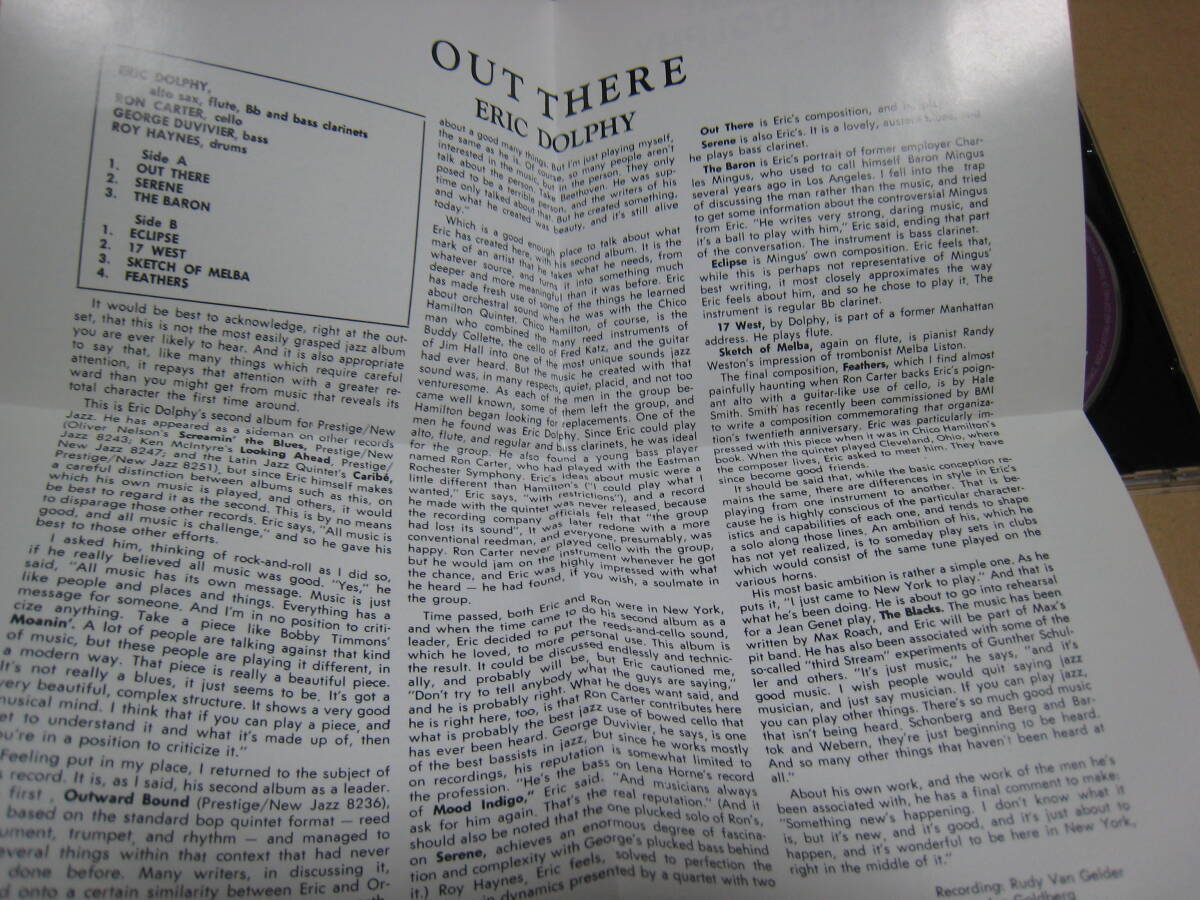 OUT THERE
ERIC DOLPHY
ERIC DOLPHY,
alto sax, flute, Bb and bass clarinets
RON CARTER, cello
GEORGE DUVIVIER, bass
ROY HAYNES, drums
Side A
1. OUT THERE
2. SERENE
3. THE BARON
Side B
1. ECLIPSE
2. 17 WEST
3. SKETCH OF MELBA
4. FEATHERS
It would be best to acknowledge, right at the out-
set, that this is not the most easily grasped jazz album
you are ever likely to hear. And it is also appropriate
to say that, like many things which require careful
attention, it repays that attention with a greater re-
ward than you might get from music that reveals its
total character the first time around.
This is Eric Dolphy's second album for Prestige/New
Jazz. He has appeared as a sideman on other records
(Oliver Nelson's Screamin' the Blues, Prestige/New
Jazz 8243; Ken McIntyre's Looking Ahead, Prestige/
New Jazz 8247; and the Latin Jazz Quintet's Caribé,
Prestige/New Jazz 8251), but since Eric himself makes
a careful distinction between albums such as this, on
which his own music is played, and others, it would
be best to regard it as the second. This is by no means
to disparage those other records. Eric says, "All music is
good, and all music is challenge," and so he gave his
best to those other efforts.
I asked him, thinking of rock-and-roll as I did so,
if he really believed all music was good. "Yes," he
said, "All music has its own message. Music is just
like people and places and things. Everything has a
message for someone. And I'm in no position to criti-
cize anything. Take a piece like Bobby Timmons'
Moanin'. A lot of people are talking against that kind
of music, but these people are playing it different, in
a modern way. That piece is really a beautiful piece.
It's not really a blues, it just seems to be. It's got a
very beautiful, complex structure. It shows a very good
musical mind. I think that if you can play a piece, and
et to understand it and what it's made up of, then
u're in a position to criticize it."
Feeling put in my place, I returned to the subject of
s record. It is, as I said, his second album as a leader.
first, Outward Bound (Prestige/New Jazz 8236),
based on the standard bop quintet format — reed
ument, trumpet, and rhythm — and managed to
everal things within that context that had never
done before. Many writers, in discussing it,
d onto a certain similarity between Eric and Or-
about a good many things, but I'm just playing myself,
the same as he is. Of course, so many people aren't
interested in the music, but in the person. They only
talk about the person. Take Beethoven. He was sup-
posed to be a terrible person, and the writers of his
time only talked about that. But he created something,
and what he created was beauty, and it's still alive
today."
Which is a good enough place to talk about what
Eric has created here, with his second album. It is the
mark of an artist that he takes what he needs, from
whatever source, and turns it into something much
deeper and more meaningful than it was before. Eric
has made fresh use of some of the things he learned
about orchestral sound when he was with the Chico
Hamilton Quintet. Chico Hamilton, of course, is the
man who combined the many reed instruments of
Buddy Collette, the cello of Fred Katz, and the guitar
of Jim Hall into one of the most unique sounds jazz
had ever heard. But the music he created with that
sound was, in many respects, quiet, placid, and not too
venturesome. As each of the men in the group be-
came well known, some of them left the group, and
Hamilton began looking for replacements. One of the
men he found was Eric Dolphy. Since Eric could play
alto, flute, and regular and bass clarinets, he was ideal
for the group. He also found a young bass player
named Ron Carter, who had played with the Eastman
Rochester Symphony. Eric's ideas about music were a
little different than Hamilton's ("I could play what I
wanted," Eric says, "with restrictions"), and a record
he made with the quintet was never released, because
the recording company officials felt that "the group
had lost its sound". It was later redone with a more
conventional reedman, and everyone, presumably, was
happy. Ron Carter never played cello with the group,
but he would jam on the instrument whenever he got
the chance, and Eric was highly impressed with what
he heard — he had found, if you wish, a soulmate in
the group.
Time passed, both Eric and Ron were in New York,
and when the time came to do his second album as a
leader, Eric decided to put the reeds-and-cello sound,
which he loved, to more personal use. This album is
the result. It could be discussed endlessly and technic-
ally, and probably will be, but Eric cautioned me,
"Don't try to tell anybody what the guys are saying,"
and he is probably right. What he does want said, and
he is right here, too, is that Ron Carter contributes here
what is probably the best jazz use of bowed cello that
has ever been heard. George Duvivier, he says, is one
of the best bassists in jazz, but since he works mostly
on recordings, his reputation is somewhat limited to
the profession. "He's the bass on Lena Horne's record
of Mood Indigo," Eric said. "And musicians always
ask for him again. That's the real reputation." (And it
should also be noted that the one plucked solo of Ron's,
on Serene, achieves an enormous degree of fascina-
tion and complexity with George's plucked bass behind
it.) Roy Haynes, Eric feels, solved to perfection the
in dynamics presented by a quartet with two
Out There is Eric's composition, and
Serene is also Eric's. It is a lovely, austere blues, and
he plays bass clarinet.
The Baron is Eric's portrait of former employer Char-
les Mingus, who used to call himself Baron Mingus
several years ago in Los Angeles. I fell into the trap
of discussing the man rather than the music, and tried
to get some information about the controversial Mingus
from Eric. "He writes very strong, daring music, and
it's a ball to play with him," Eric said, ending that part
of the conversation. The instrument is bass clarinet.
Eclipse is Mingus' own composition. Eric feels that,
while this is perhaps not representative of Mingus'
best writing, it most closely approximates the way
Eric feels about him, and so he chose to play it. The
instrument is regular Bb clarinet.
17 West, by Dolphy, is part of a former Manhattan
address. He plays flute.
Sketch of Melba, again on flute, is pianist Randy
Weston's impression of trombonist Melba Liston.
The final composition, Feathers, which I find almost
painfully haunting when Ron Carter backs Eric's poign-
ant alto with a guitar-like use of cello, is by Hale
Smith. Smith has recently been commissioned by BMI
to write a composition commemorating that organiza-
tion's twentieth anniversary. Eric was particularly im-
pressed with this piece when it was in Chico Hamilton's
book. When the quintet played Cleveland, Ohio, where
the composer lives, Eric asked to meet him. They have
since become good friends.
It should be said that, while the basic conception re-
mains the same, there are differences in style in Eric's
playing from one instrument to another. That is be-
cause he is highly conscious of the particular character-
istics and capabilities of each one, and tends to shape
a solo along those lines. An ambition of his, which he
has not yet realized, is to someday play sets in clubs
which would consist of the same tune played on the
various horns.
His most basic ambition is rather a simple one. As he
puts it, "I just came to New York to play." And that is
what he's been doing. He is about to go into rehearsal
for a Jean Genet play, The Blacks. The music has been
written by Max Roach, and Eric will be part of Max's
pit band. He has also been associated with some of the
so-called "third Stream" experiments of Gunther Schul-
ler and others. "It's just music," he says, "and it's
good music. I wish people would quit saying jazz
musician, and just say musician. If you can play jazz,
you can play other things. There's so much good music
that isn't being heard. Schonberg and Berg and Bar-
tok and Webern, they're just beginning to be heard.
And so many other things that haven't been heard at
all."
About his own work, and the work of the men he's
been associated with, he has a final comment to make:
"Something new's happening. I don't know what it
is, but it's new, and it's good, and it's just about to
happen, and it's wonderful to be here in New York,
right in the middle of it."
Recording: Rudy Van Gelder
Goldberg